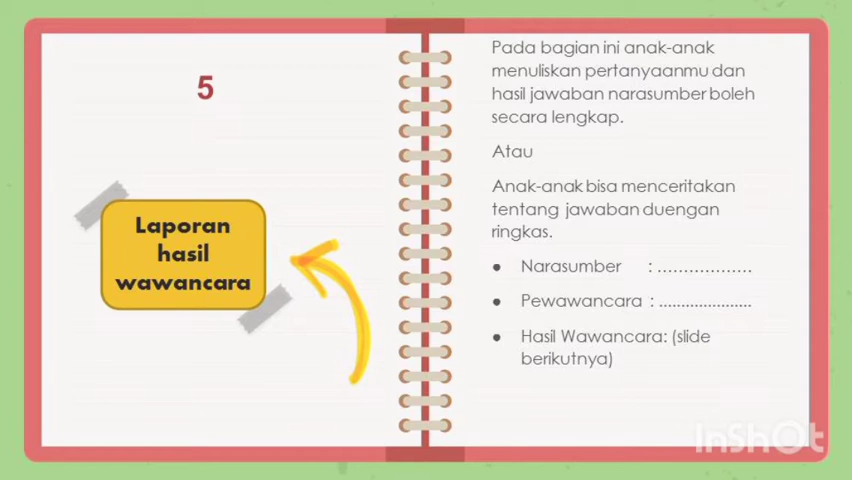 5
Laporan
hasil
wawancara
Pada bagian ini anak-anak
menuliskan pertanyaanmu dan
hasil jawaban narasumber boleh
secara lengkap.
Atau
Anak-anak bisa menceritakan
tentang jawaban duengan
ringkas.
● Narasumber : ..................
● Pewawancara : .....................
● Hasil Wawancara: (slide
berikutnya)
InShOt